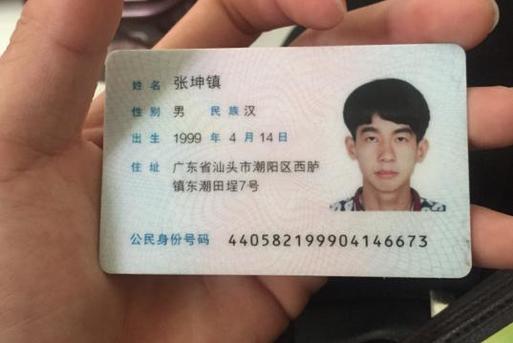 姓名 张坤镇
性别 男 民族 汉
出生 1999 年 4 月 14 日
住址 广东省汕头市潮阳区西胪
镇东潮田埕7号
公民身份号码 440582199904146673